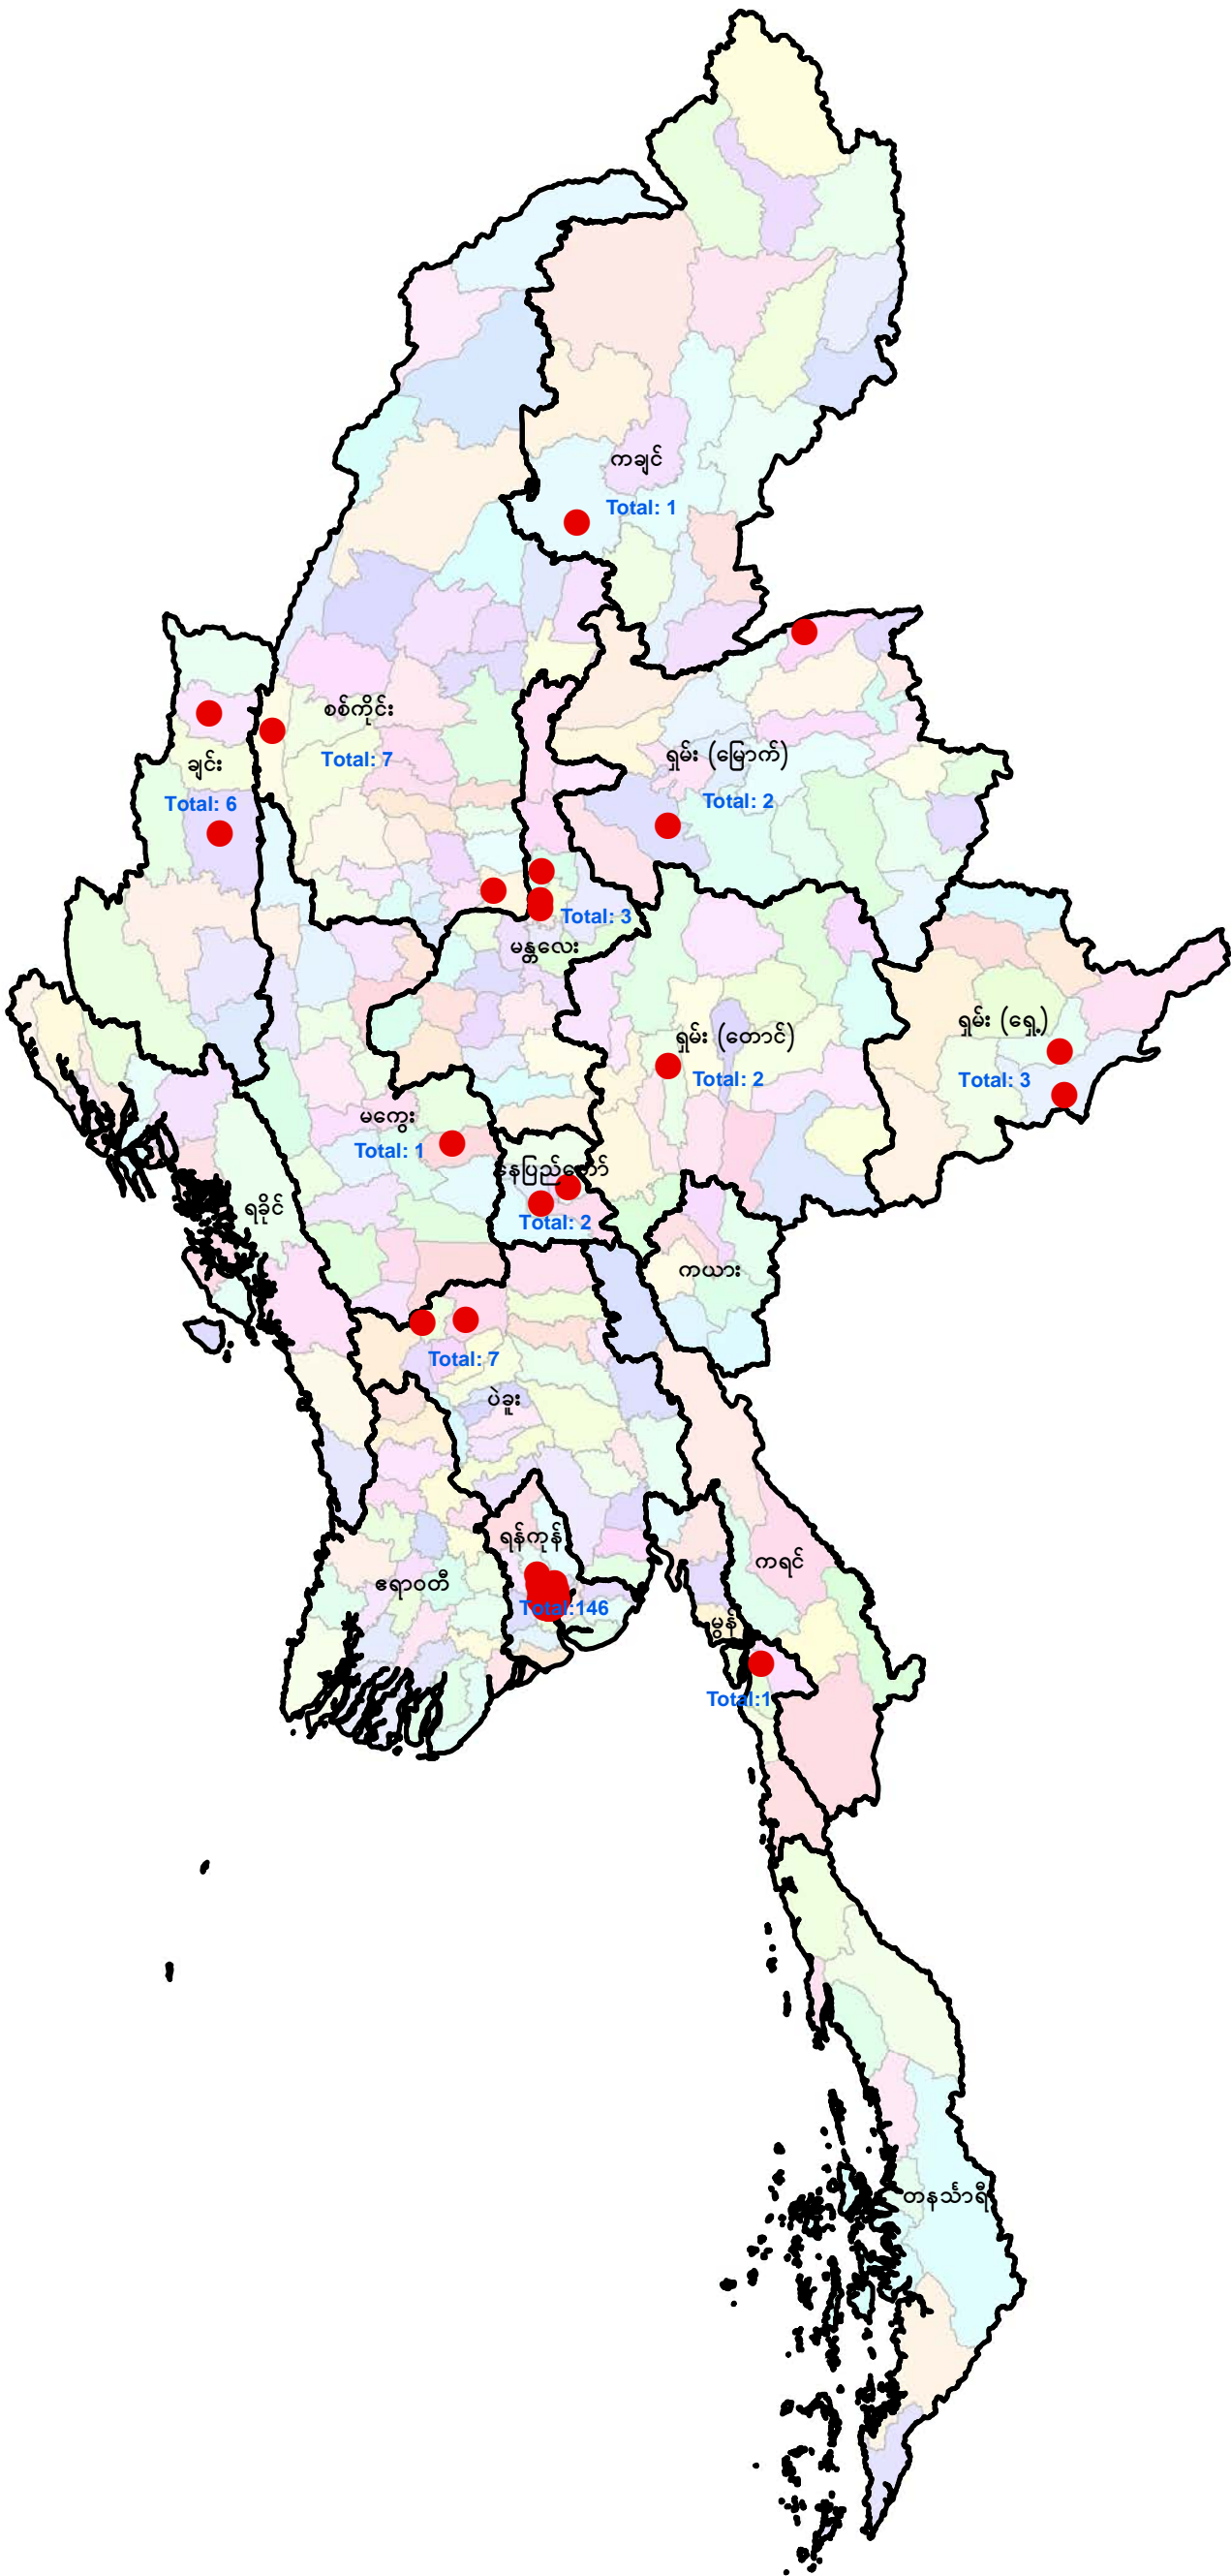 ကချင်
Total: 1
စစ်ကိုင်း
Total: 7
ချင်း
Total: 6
ရှမ်း (မြောက်)
Total: 2
Total: 3
မန္တလေး
ရှမ်း (တောင်)
Total: 2
ရှမ်း (ရှေ့)
Total: 3
မကွေး
Total: 1
နေပြည်တော်
Total: 2
ရခိုင်
ကယား
Total: 7
ပဲခူး
ရန်ကုန်
Total:146
ဧရာဝတီ
ကရင်
မွန်
Total:1
တနင်္သာရီ